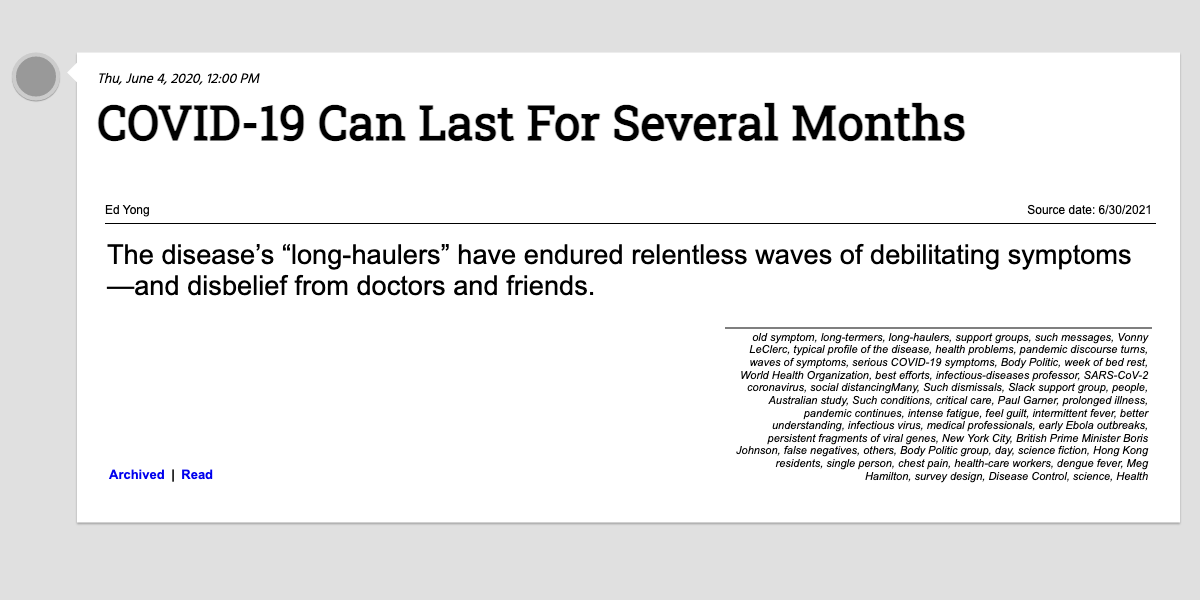 Thu, June 4, 2020, 12:00 PM
COVID-19 Can Last For Several Months
Ed Yong
Source date: 6/30/2021
The disease’s “long-haulers” have endured relentless waves of debilitating symptoms
—and disbelief from doctors and friends.
old symptom, long-termers, long-haulers, support groups, such messages, Vonny
LeClerc, typical profile of the disease, health problems, pandemic discourse turns,
waves of symptoms, serious COVID-19 symptoms, Body Politic, week of bed rest,
World Health Organization, best efforts, infectious-diseases professor, SARS-CoV-2
coronavirus, social distancingMany, Such dismissals, Slack support group, people,
Australian study, Such conditions, critical care, Paul Garner, prolonged illness,
pandemic continues, intense fatigue, feel guilt, intermittent fever, better
understanding, infectious virus, medical professionals, early Ebola outbreaks,
persistent fragments of viral genes, New York City, British Prime Minister Boris
Johnson, false negatives, others, Body Politic group, day, science fiction, Hong Kong
residents, single person, chest pain, health-care workers, dengue fever, Meg
Hamilton, survey design, Disease Control, science, Health
Archived | Read